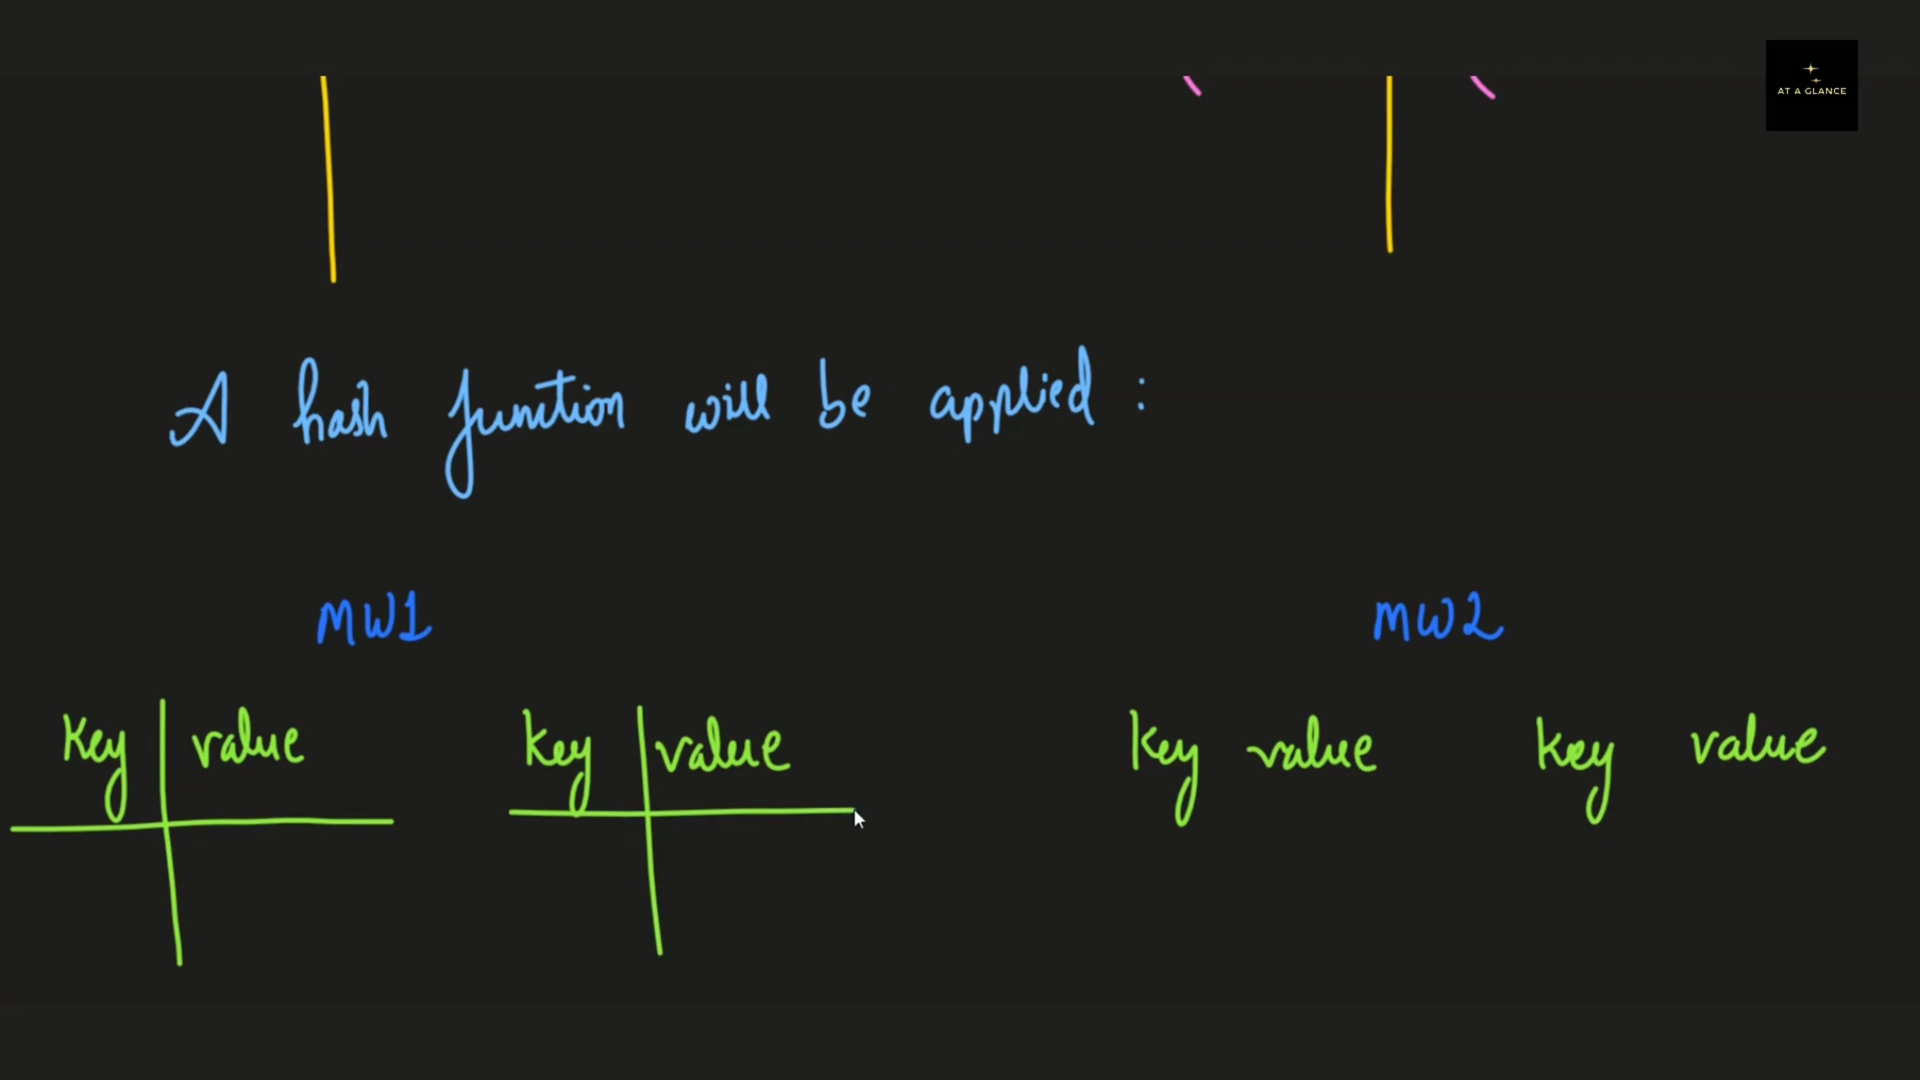 AT A GLANCE
A hash function will be applied :
MW1 MW2
Key value key value key value key value